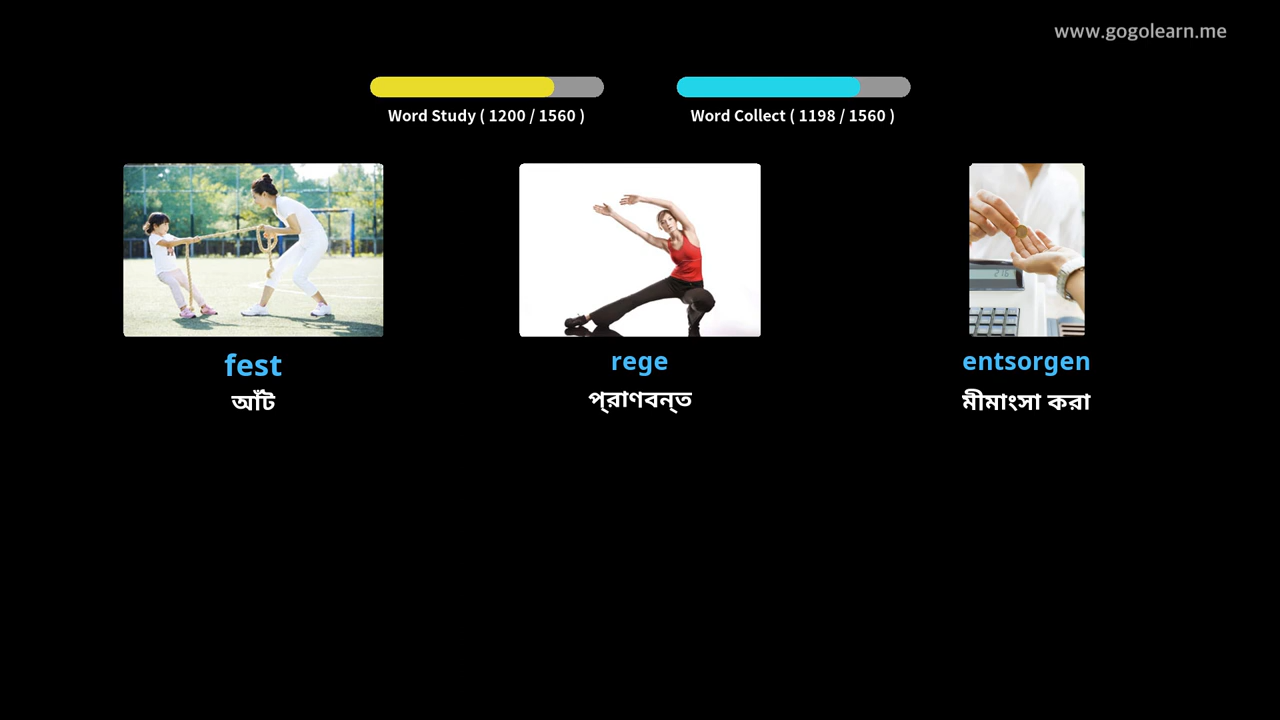 www.gogolearn.me
Word Study ( 1200 / 1560 )
Word Collect ( 1198 / 1560 )
fest
আঁট
rege
প্রাণবন্ত
entsorgen
মীমাংসা করা